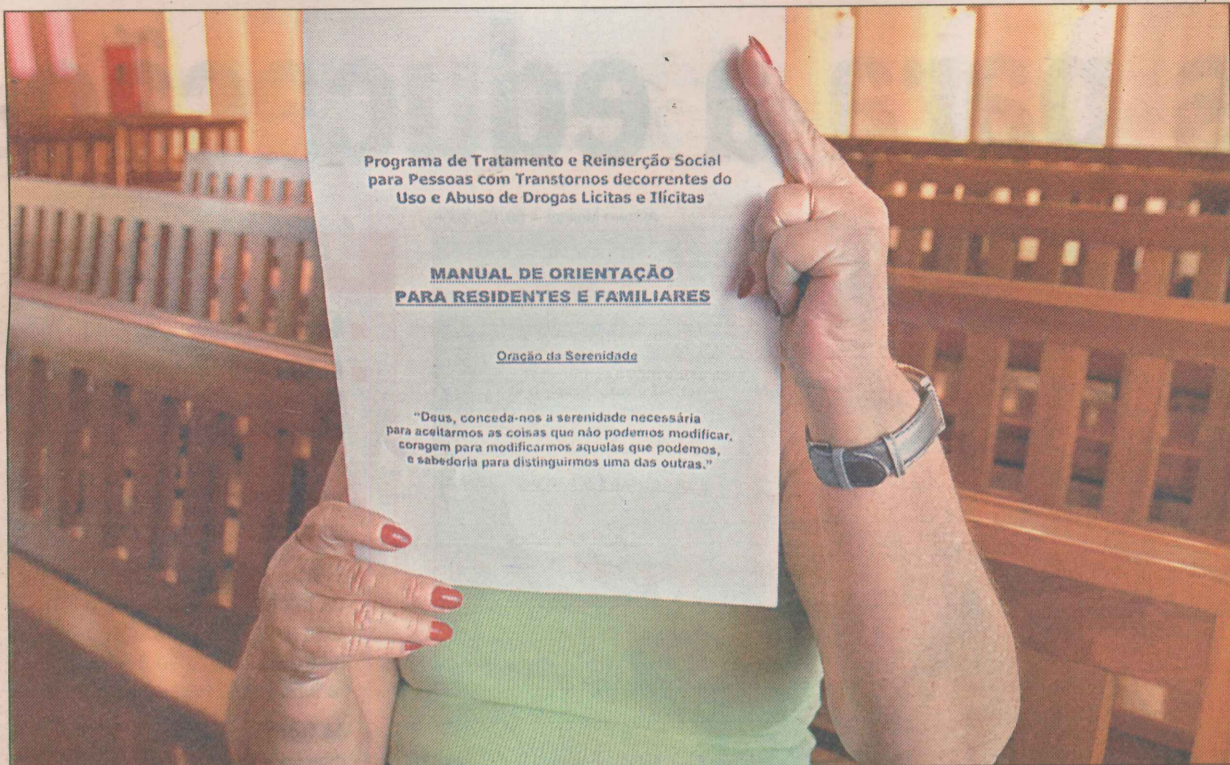 Programa de Tratamento e Reinserção Social
para Pessoas com Transtornos decorrentes do
Uso e Abuso de Drogas Licitas e Ilícitas
MANUAL DE ORIENTAÇÃO
PARA RESIDENTES E FAMILIARES
Oração da Serenidade
"Deus, conceda-nos a serenidade necessária
para aceitarmos as coisas que não podemos modificar,
coragem para modificarmos aquelas que podemos,
e sabedoria para distinguirmos uma das outras."